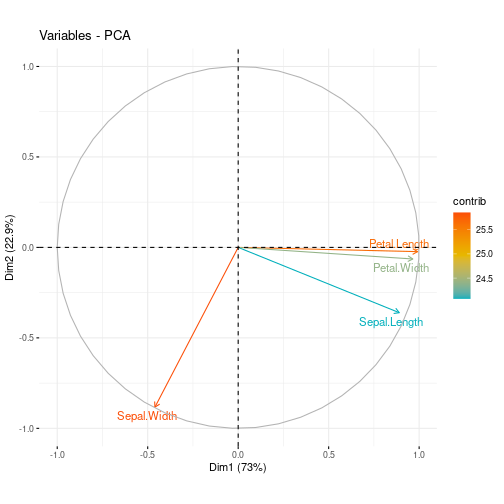 Variables - PCA
1.0
0.5
0.0
-0.5
-1.0
Dim2 (22.9%)
Petal.Length
Petal.Width
Sepal.Length
Sepal.Width
-1.0
-0.5
0.0
0.5
1.0
Dim1 (73%)
contrib
25.5
25.0
24.5